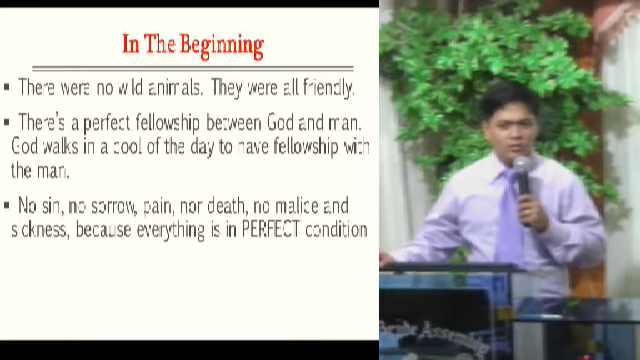 In The Beginning
▪ There were no wild animals. They were all friendly.
▪ There's a perfect fellowship between God and man.
God walks in a cool of the day to have fellowship with
the man.
▪ No sin, no sorrow, pain, nor death, no malice and
sickness, because everything is in PERFECT condition
Assembly